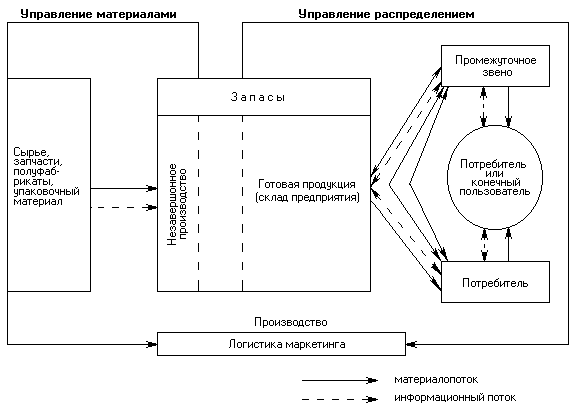 Управление материалами
Управление распределением
Запасы
Сырье,
запчасти,
полуфаб-
рикаты,
упаковочный
материал
Незавершонное
производство
Готовая продукция
(склад предприятия)
Промежуточное
звено
Потребитель
или
конечный
пользователь
Потребитель
Производство
Логистика маркетинга
материалопоток
информационный поток